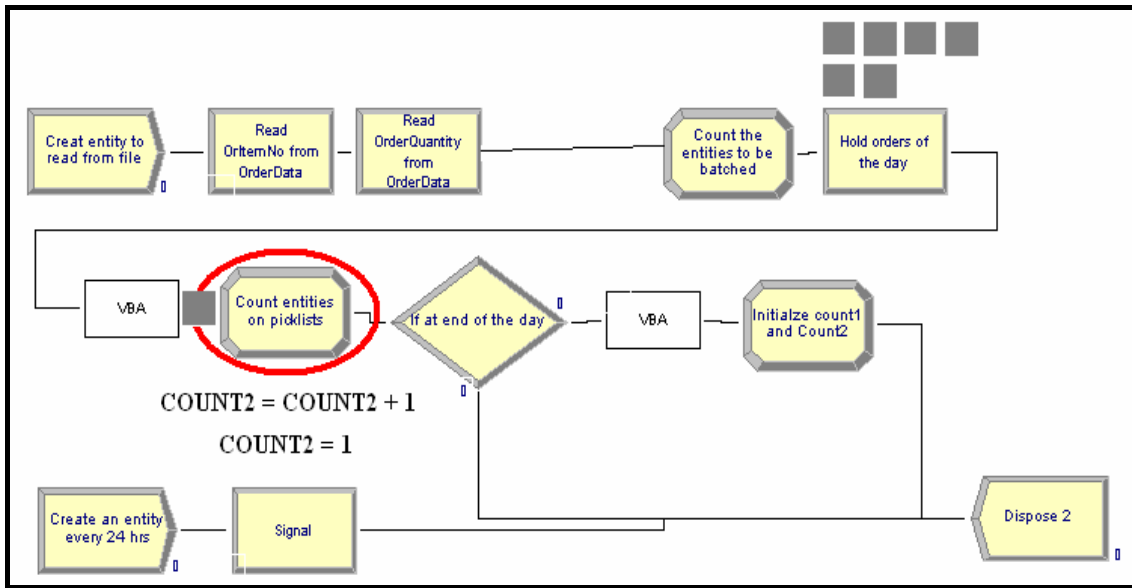 Creat entity to
read from file
Read
OrItemNo from
OrderData
Read
OrderQuantity
from
OrderData
Count the
entities to be
batched
Hold orders of
the day
VBA
Count entities
on picklists
If at end of the day
VBA
Initialze count1
and Count2
COUNT2 = COUNT2 + 1
COUNT2 = 1
Create an entity
every 24 hrs
Signal
Dispose 2